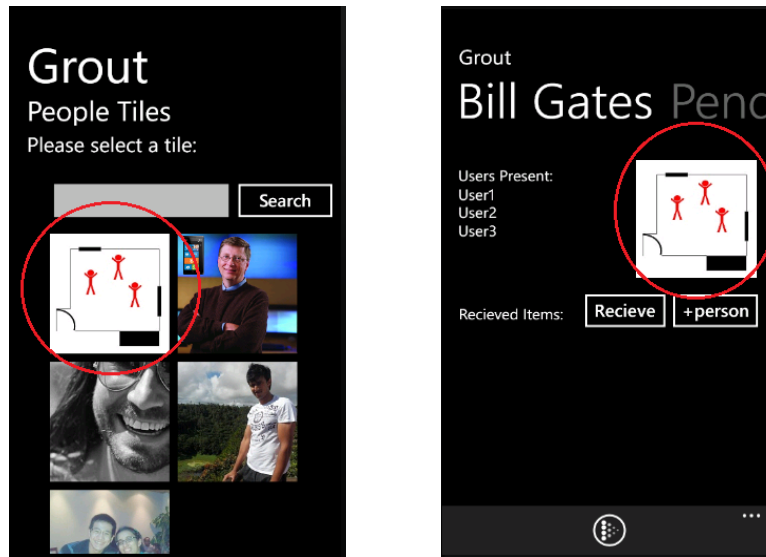 Grout
People Tiles
Please select a tile:
Search
Grout
Bill Gates Pend
Users Present:
User1
User2
User3
Recieved Items:
Recieve
+person